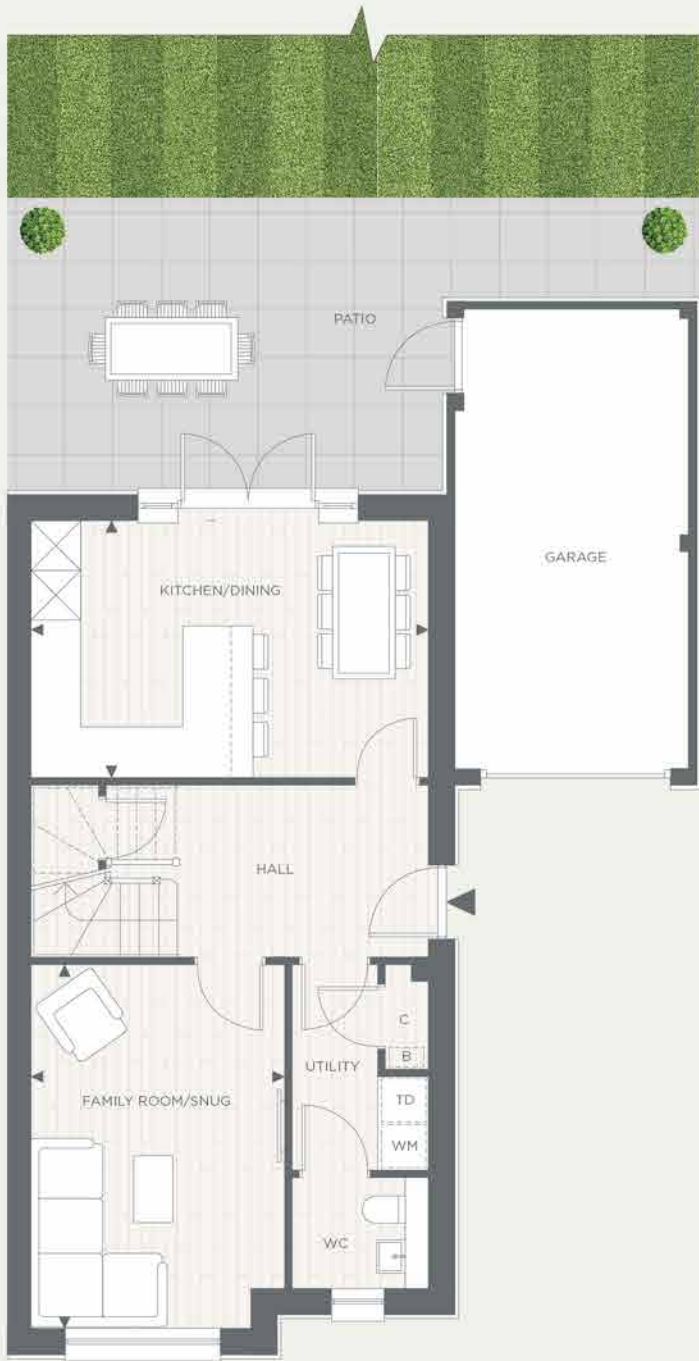 PATIO
GARAGE
KITCHEN/DINING
HALL
C
B
UTILITY
TD
FAMILY ROOM/SNUG
WM
WC